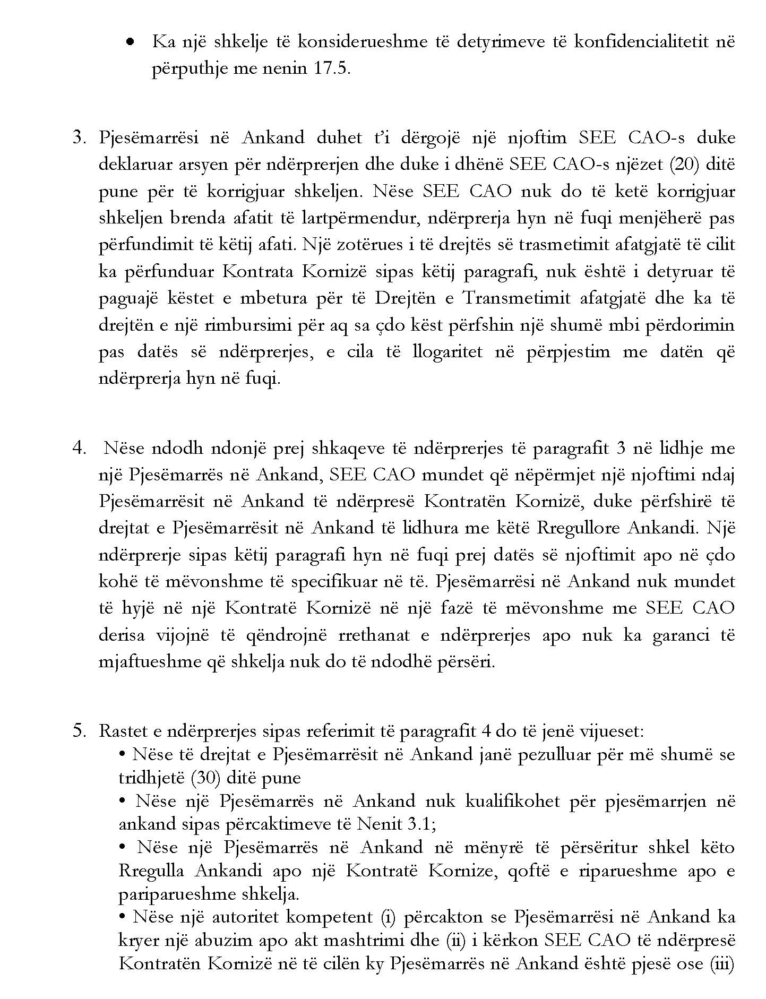 • Ka një shkelje të konsiderueshme të detyrimeve të konfidencialitetit në
përputhje me nenin 17.5.
3. Pjesëmarrësi në Ankand duhet t’i dërgojë një njoftim SEE CAO-s duke
deklaruar arsyen për ndërprerjen dhe duke i dhënë SEE CAO-s njëzet (20) ditë
pune për të korrigjuar shkeljen. Nëse SEE CAO nuk do të ketë korrigjuar
shkeljen brenda afatit të lartpërmendur, ndërprerja hyn në fuqi menjëherë pas
përfundimit të këtij afati. Një zotërues i të drejtës së trasmetimit afatgjatë të cilit
ka përfunduar Kontrata Kornizë sipas këtij paragrafi, nuk është i detyruar të
paguajë këstet e mbetura për të Drejtën e Transmetimit afatgjatë dhe ka të
drejtën e një rimbursimi për aq sa çdo këst përfshin një shumë mbi përdorimin
pas datës së ndërprerjes, e cila të llogaritet në përpjestim me datën që
ndërprerja hyn në fuqi.
4. Nëse ndodh ndonjë prej shkaqeve të ndërprerjes të paragrafit 3 në lidhje me
një Pjesëmarrës në Ankand, SEE CAO mundet që nëpërmjet një njoftimi ndaj
Pjesëmarrësit në Ankand të ndërpresë Kontratën Kornizë, duke përfshirë të
drejtat e Pjesëmarrësit në Ankand të lidhura me këtë Rregullore Ankandi. Një
ndërprerje sipas këtij paragrafi hyn në fuqi prej datës së njoftimit apo në çdo
kohë të mëvonshme të specifikuar në të. Pjesëmarrësi në Ankand nuk mundet
të hyjë në një Kontratë Kornizë në një fazë të mëvonshme me SEE CAO
derisa vijojnë të qëndrojnë rrethanat e ndërprerjes apo nuk ka garanci të
mjaftueshme që shkelja nuk do të ndodhë përsëri.
5. Rastet e ndërprerjes sipas referimit të paragrafit 4 do të jenë vijueset:
• Nëse të drejtat e Pjesëmarrësit në Ankand janë pezulluar për më shumë se
tridhjetë (30) ditë pune
• Nëse një Pjesëmarrës në Ankand nuk kualifikohet për pjesëmarrjen në
ankand sipas përcaktimeve të Nenit 3.1;
• Nëse një Pjesëmarrës në Ankand në mënyrë të përsëritur shkel këto
Rregulla Ankandi apo një Kontratë Kornize, qoftë e riparueshme apo e
pariparueshme shkelja.
• Nëse një autoritet kompetent (i) përcakton se Pjesëmarrësi në Ankand ka
kryer një abuzim apo akt mashtrimi dhe (ii) i kërkon SEE CAO të ndërpresë
Kontratën Kornizë në të cilën ky Pjesëmarrës në Ankand është pjesë ose (iii)